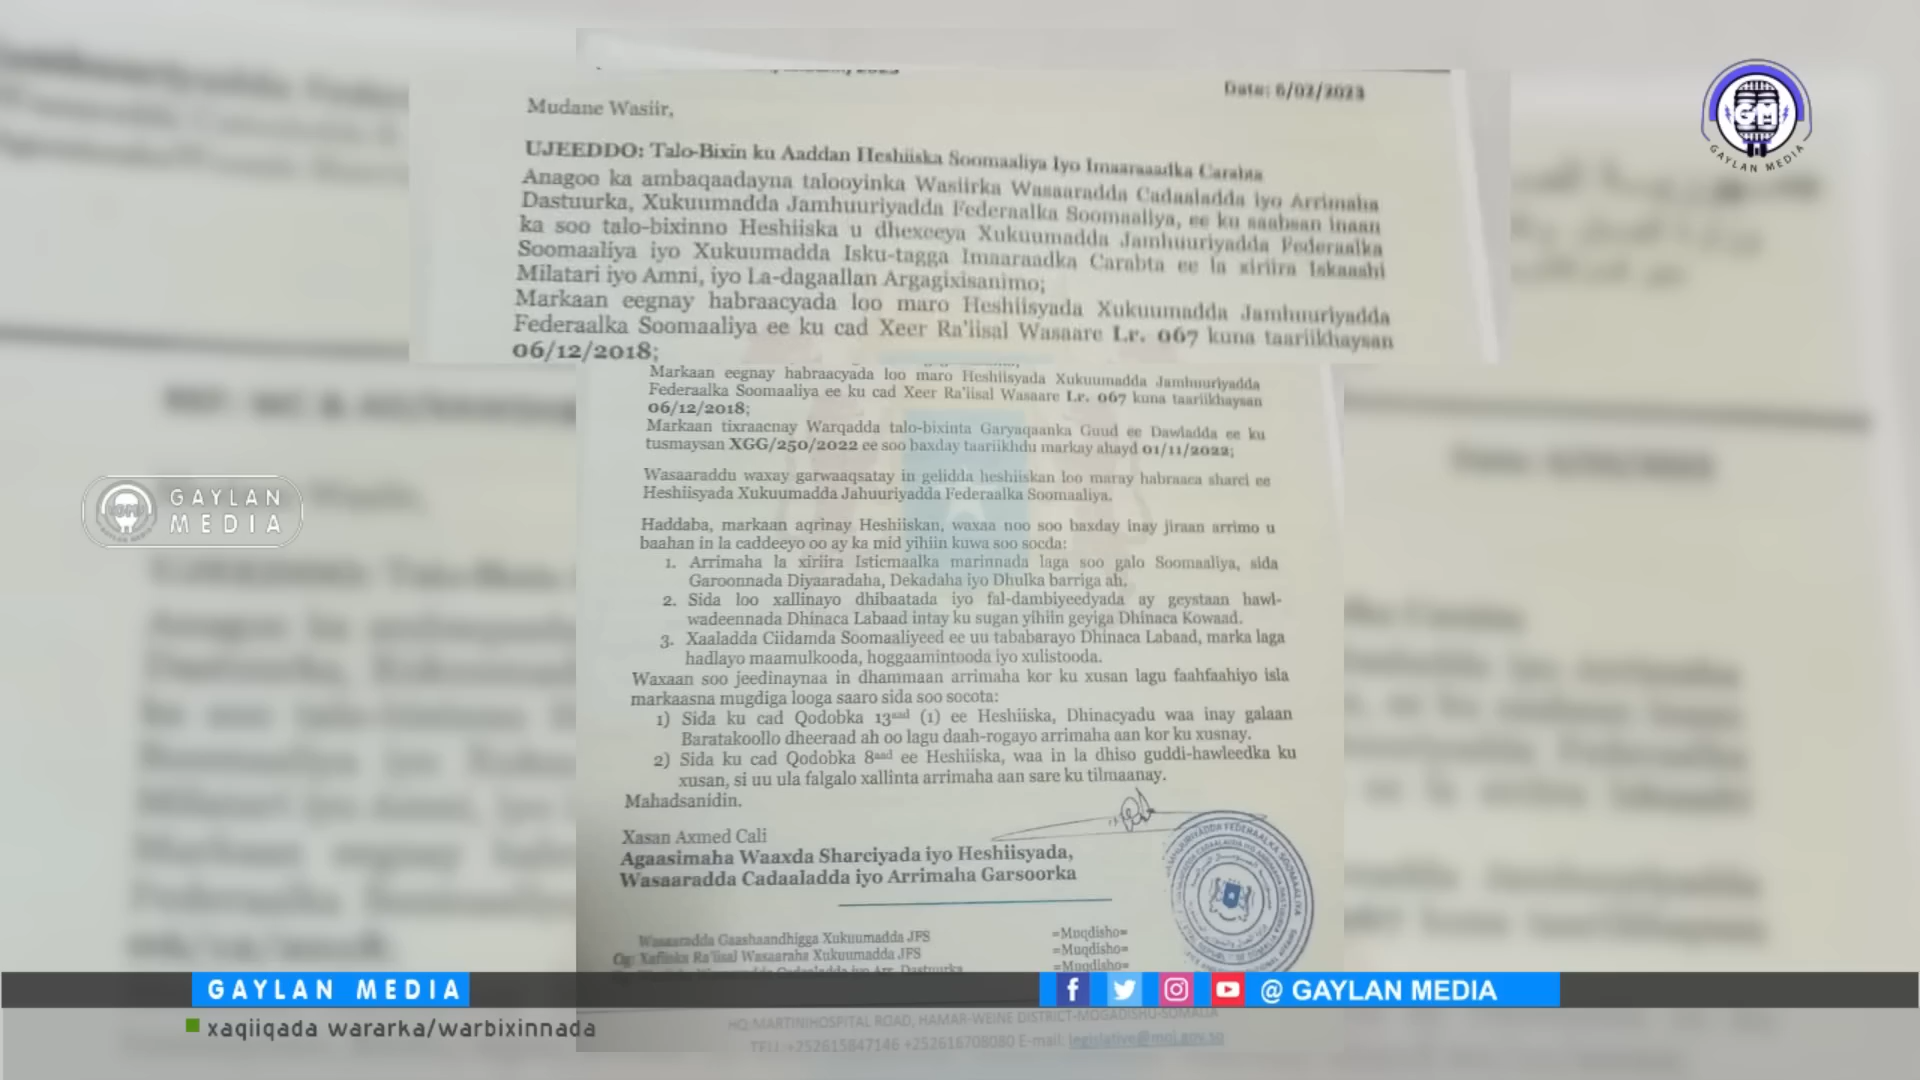 Date: 6/02/2023
Mudane Wasiir,
UJEEDDO: Talo-Bixin ku Aaddan Heshiiska Soomaaliya Iyo Imaaraaadka Carabta
Anagoo ka ambaqaadayna talooyinka Wasiirka Wasaaradda Cadaaladda iyo Arrimaha
Dastuurka, Xukuumadda Jamhuuriyadda Federaalka Soomaaliya, ee ku saabsan inaan
ka soo talo-bixinno Heshiiska u dhexeeya Xukuumadda Jamhuuriyadda Federaalka
Soomaaliya iyo Xukuumadda Isku-tagga Imaaraadka Carabta ee la xiriira Iskaashi
Milatari iyo Amni, iyo La-dagaallan Argagixisanimo;
Markaan eegnay habraacyada loo maro Heshiisyada Xukuumadda Jamhuuriyadda
Federaalka Soomaaliya ee ku cad Xeer Ra'iisal Wasaare Lr. 067 kuna taariikhaysan
06/12/2018;
Markaan eegnay habraacyada loo maro Heshiisyada Xukuumadda Jamhuuriyadda
Federaalka Soomaaliya ee ku cad Xeer Ra'iisal Wasaare Lr. 067 kuna taariikhaysan
06/12/2018;
Markaan tixraacnay Warqadda talo-bixinta Garyaqaanka Guud ee Dawladda ee ku
tusmaysan XGG/250/2022 ee soo baxday taariikhdu markay ahayd 01/11/2022;
Wasaaraddu waxay garwaaqsatay in gelidda heshiiskan loo maray habraaca sharci ee
Heshiisyada Xukuumadda Jahuuriyadda Federaalka Soomaaliya.
Haddaba, markaan aqrinay Heshiiskan, waxaa noo soo baxday inay jiraan arrimo u
baahan in la caddeeyo oo ay ka mid yihiin kuwa soo socda:
1. Arrimaha la xiriira Isticmaalka marinnada laga soo galo Soomaaliya, sida
Garoonnada Diyaaradaha, Dekadaha iyo Dhulka barriga ah.
2. Sida loo xallinayo dhibaatada iyo fal-dambiyeedyada ay geystaan hawl-
wadeennada Dhinaca Labaad intay ku sugan yihiin geyiga Dhinaca Kowaad.
3. Xaaladda Ciidamda Soomaaliyeed ee uu tababarayo Dhinaca Labaad, marka laga
hadlayo maamulkooda, hoggaamintooda iyo xulistooda.
Waxaan soo jeedinaynaa in dhammaan arrimaha kor ku xusan lagu faahfaahiyo isla
markaasna mugdiga looga saaro sida soo socota:
1) Sida ku cad Qodobka 13aad (1) ee Heshiiska, Dhinacyadu waa inay galaan
Baratakoollo dheeraad ah oo lagu daah-rogayo arrimaha aan kor ku xusnay.
2) Sida ku cad Qodobka 8aad ee Heshiiska, waa in la dhiso guddi-hawleedka ku
xusan, si uu ula falgalo xallinta arrimaha aan sare ku tilmaanay.
Mahadsanidin.
Xasan Axmed Cali
Agaasimaha Waaxda Sharciyada iyo Heshiisyada,
Wasaaradda Cadaaladda iyo Arrimaha Garsoorka
Wasaaradda Gaashaandhigga Xukuumadda JFS =Muqdisho=
Og: Xafiinka Ra'iisal Wasaaraha Xukuumadda JFS =Muqdisho=
=Muqdisho=
HQ:MARTINIHOSPITAL ROAD, HAMAR-WEINE DISTRICT-MOGADISHU-SOMALIA
TELL:+252615847146 +252618708080 E-mail: legislative@moj.gov.so
GM
GAYLAN MEDIA
GAYLAN
MEDIA
GAYLAN MEDIA
@ GAYLAN MEDIA
xaqiiqada wararka/warbixinnada